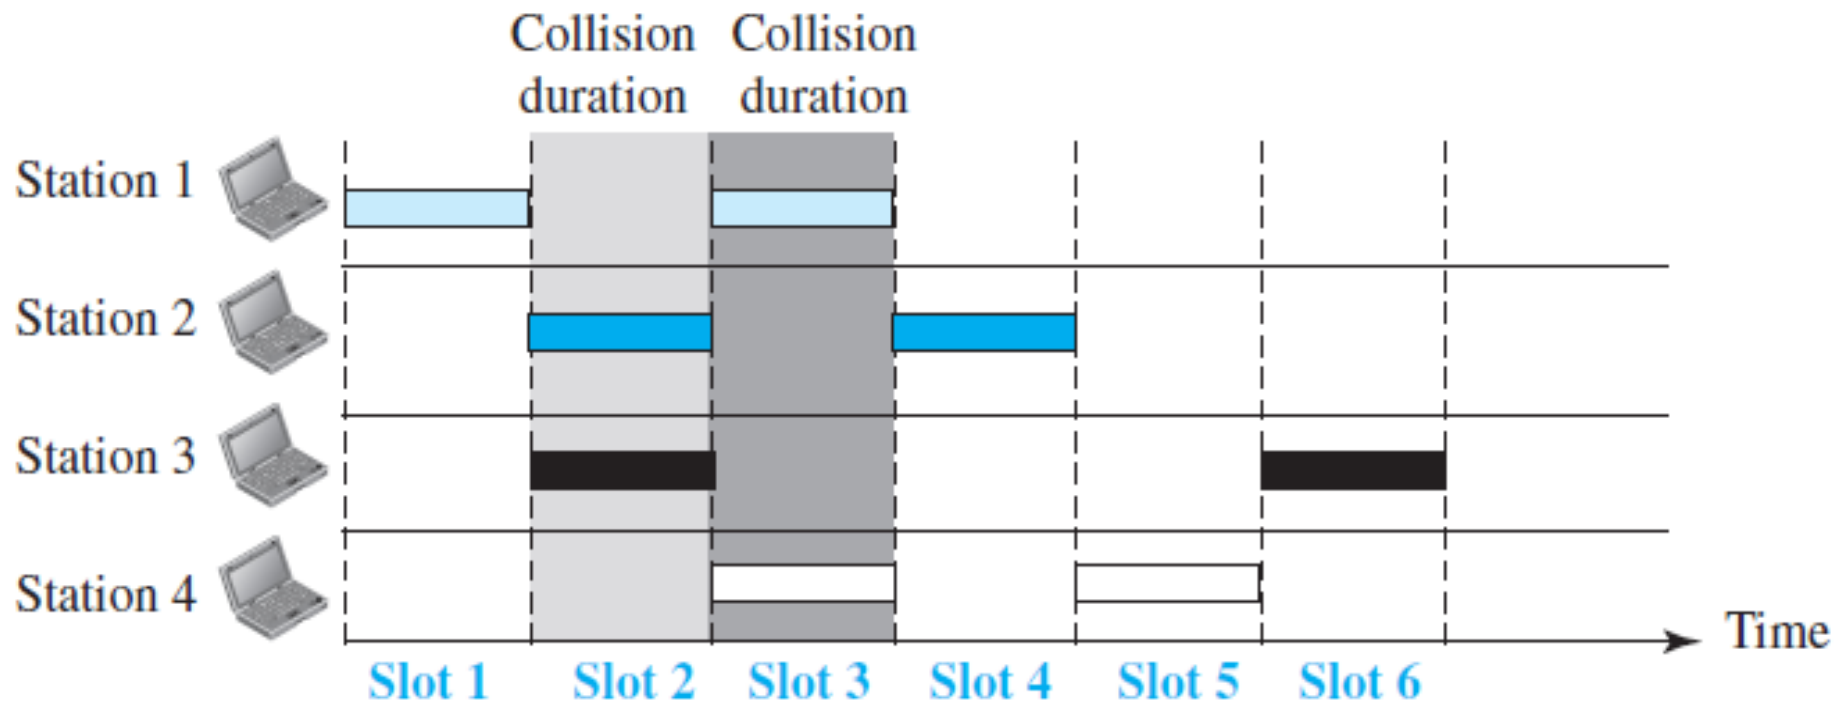 Collision Collision
duration duration
Station 1
Station 2
Station 3
Station 4
Time
Slot 1 Slot 2 Slot 3 Slot 4 Slot 5 Slot 6